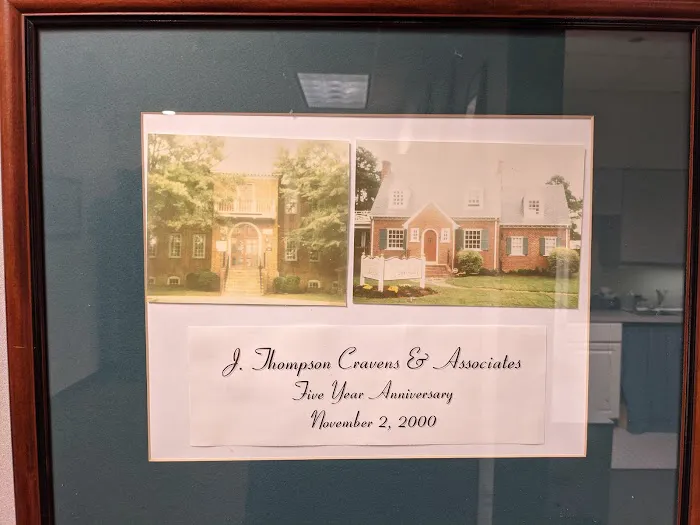 J. Thompson Cravens & Associates
Five Year Anniversary
November 2, 2000